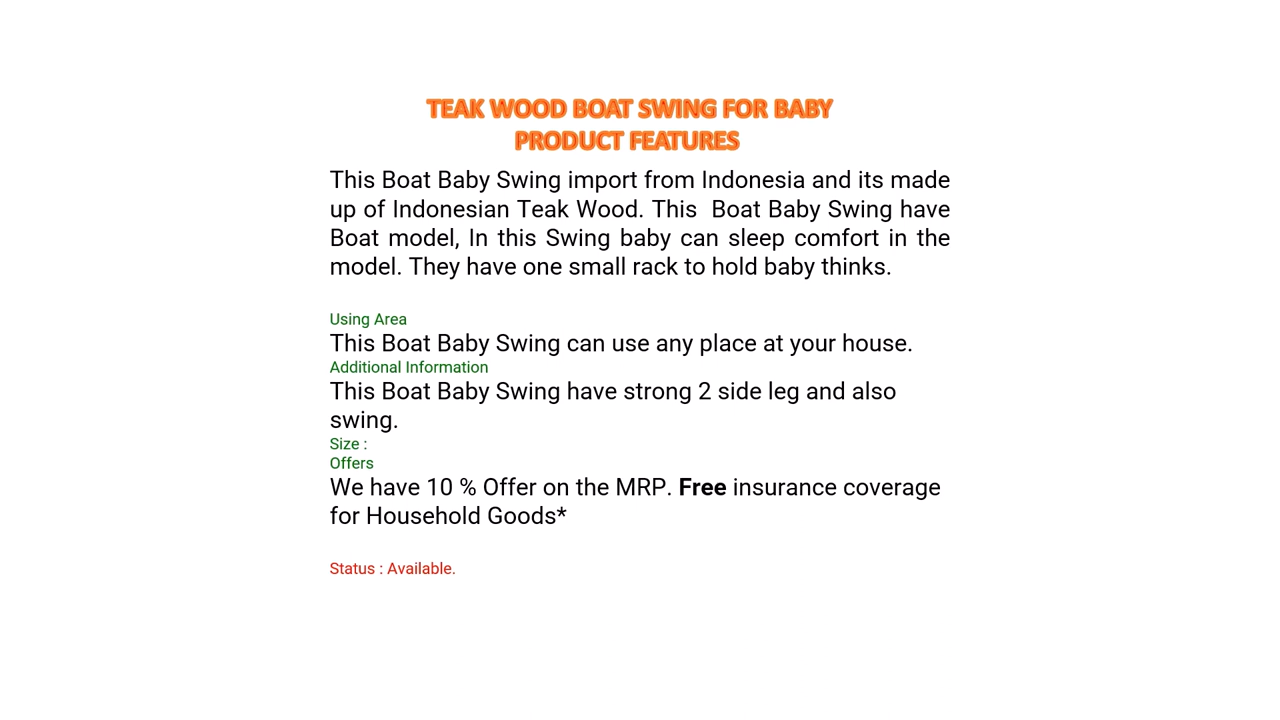 TEAK WOOD BOAT SWING FOR BABY
PRODUCT FEATURES
This Boat Baby Swing import from Indonesia and its made
up of Indonesian Teak Wood. This  Boat Baby Swing have
Boat model, In this Swing baby can sleep comfort in the
model. They have one small rack to hold baby thinks.
Using Area
This Boat Baby Swing can use any place at your house.
Additional Information
This Boat Baby Swing have strong 2 side leg and also
swing.
Size :
Offers
We have 10 % Offer on the MRP. Free insurance coverage
for Household Goods*
Status : Available.